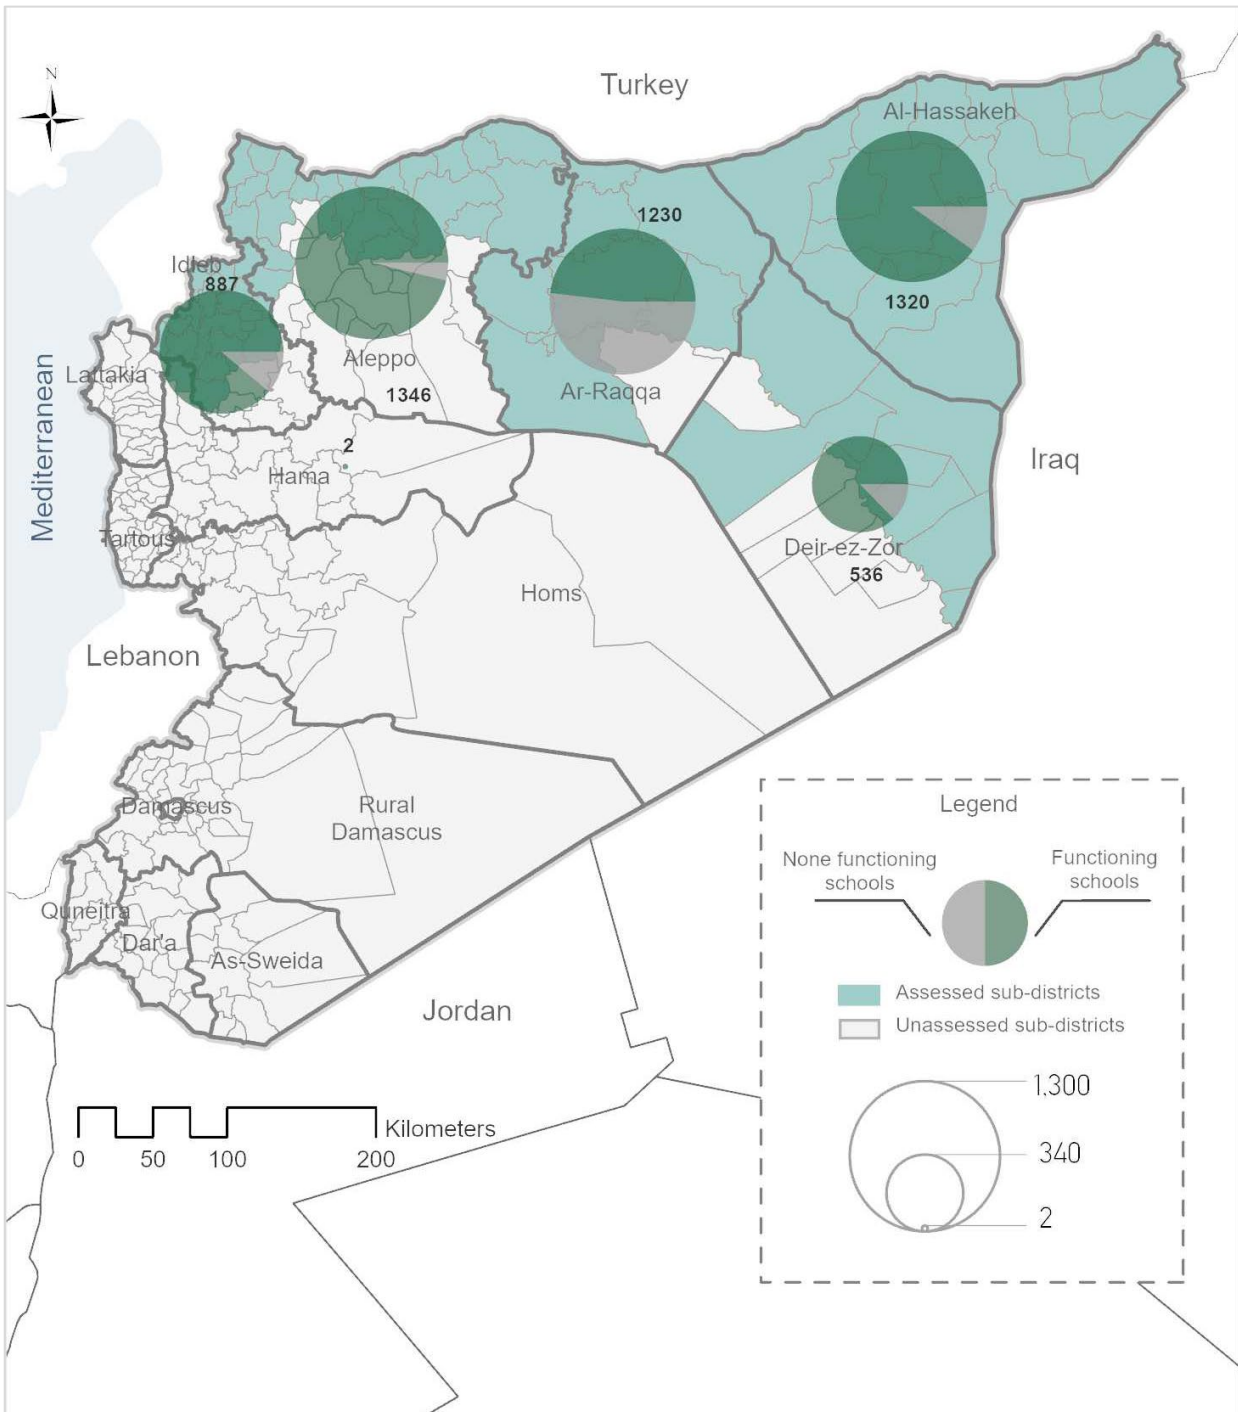 N
Turkey
Al-Hassakeh
1230
Idleb
887
1320
Aleppo
Lattakia
Ar-Raqqa
1346
2
Hama
Iraq
Mediterranean
Tartous
Deir-ez-Zor
536
Homs
Lebanon
Damascus
Rural
Damascus
Quneitra
Dar'a
As-Sweida
Jordan
Kilometers
0 50 100 200
Legend
None functioning
schools
Functioning
schools
Assessed sub-districts
Unassessed sub-districts
1,300
340
2